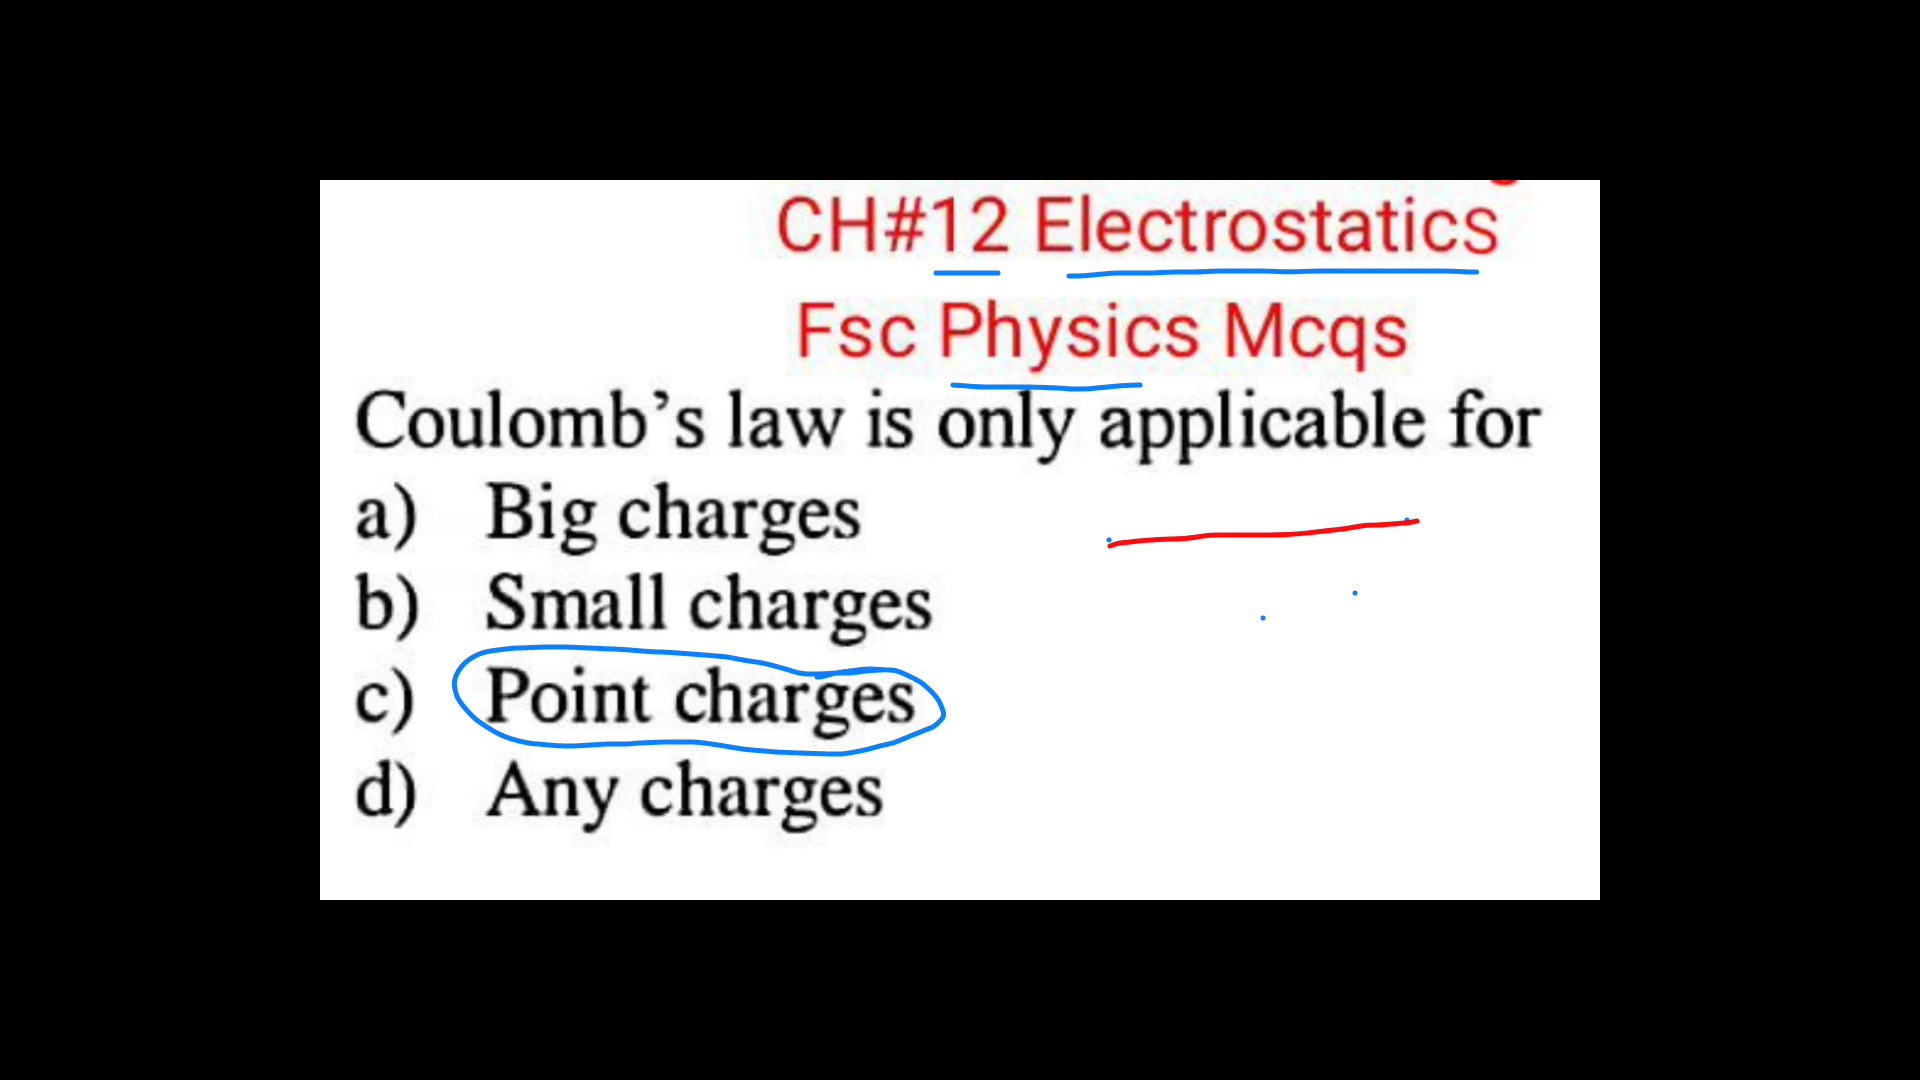 CH#12 Electrostatics
Fsc Physics Mcqs
Coulomb’s law is only applicable for
a) Big charges
b) Small charges
c) Point charges
d) Any charges